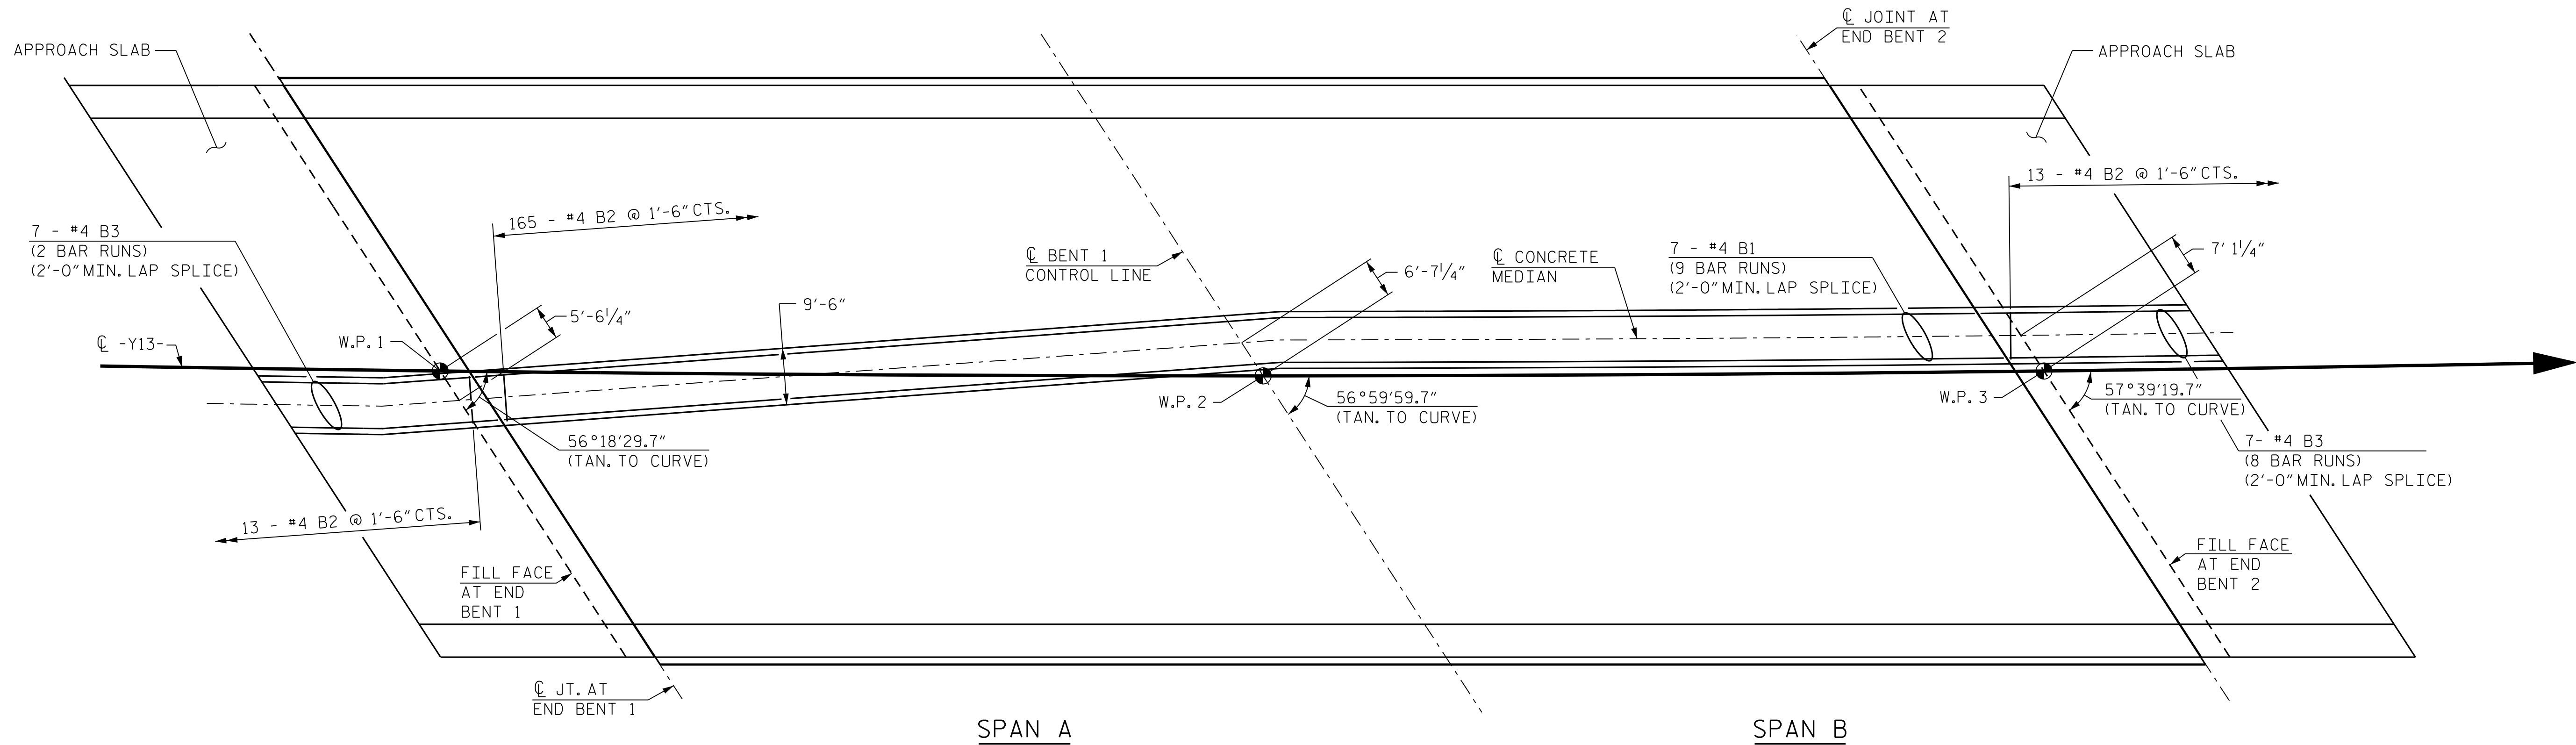 ℄ JOINT AT
END BENT 2
APPROACH SLAB
APPROACH SLAB
13 - #4 B2 @ 1'-6" CTS.
165 - #4 B2 @ 1'-6" CTS.
7 - #4 B3
(2 BAR RUNS)
(2'-0" MIN. LAP SPLICE)
℄ BENT 1
CONTROL LINE
6'-7 1/4"
℄ CONCRETE
MEDIAN
7 - #4 B1
(9 BAR RUNS)
(2'-0" MIN. LAP SPLICE)
7' 1 1/4"
5'-6 1/4"
9'-6"
℄ -Y13-
W.P. 1
W.P. 2
56°59'59.7"
(TAN. TO CURVE)
W.P. 3
57°39'19.7"
(TAN. TO CURVE)
56°18'29.7"
(TAN. TO CURVE)
7- #4 B3
(8 BAR RUNS)
(2'-0" MIN. LAP SPLICE)
13 - #4 B2 @ 1'-6" CTS.
FILL FACE
AT END
BENT 1
FILL FACE
AT END
BENT 2
℄ JT. AT
END BENT 1
SPAN A
SPAN B